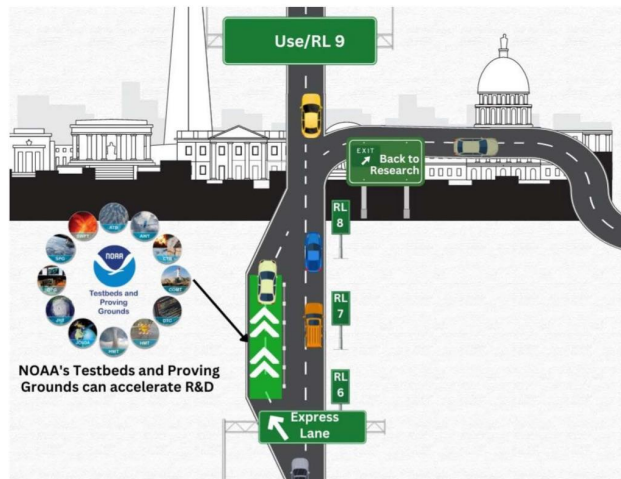 Use/RL 9
EXIT
Back to
Research
RL
8
NOAA
Testbeds and
Proving
Grounds
RL
7
NOAA's Testbeds and Proving
Grounds can accelerate R&D
RL
6
Express
Lane